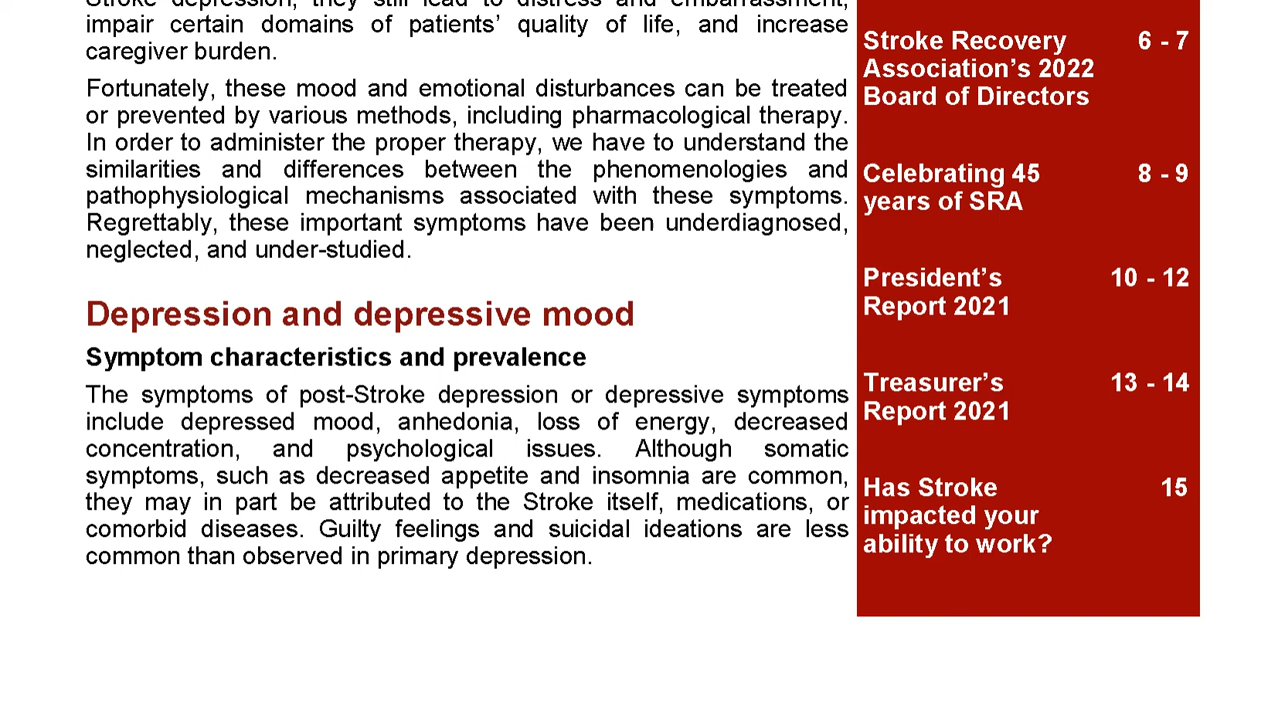 Stroke depression, they still lead to distress and embarrassment,
impair certain domains of patients’ quality of life, and increase
caregiver burden.
Fortunately, these mood and emotional disturbances can be treated
or prevented by various methods, including pharmacological therapy.
In order to administer the proper therapy, we have to understand the
similarities and differences between the phenomenologies and
pathophysiological mechanisms associated with these symptoms.
Regrettably, these important symptoms have been underdiagnosed,
neglected, and under-studied.
Depression and depressive mood
Symptom characteristics and prevalence
The symptoms of post-Stroke depression or depressive symptoms
include depressed mood, anhedonia, loss of energy, decreased
concentration, and psychological issues. Although somatic
symptoms, such as decreased appetite and insomnia are common,
they may in part be attributed to the Stroke itself, medications, or
comorbid diseases. Guilty feelings and suicidal ideations are less
common than observed in primary depression.
Stroke Recovery 6 - 7
Association’s 2022
Board of Directors
Celebrating 45 8 - 9
years of SRA
President’s 10 - 12
Report 2021
Treasurer’s 13 - 14
Report 2021
Has Stroke 15
impacted your
ability to work?